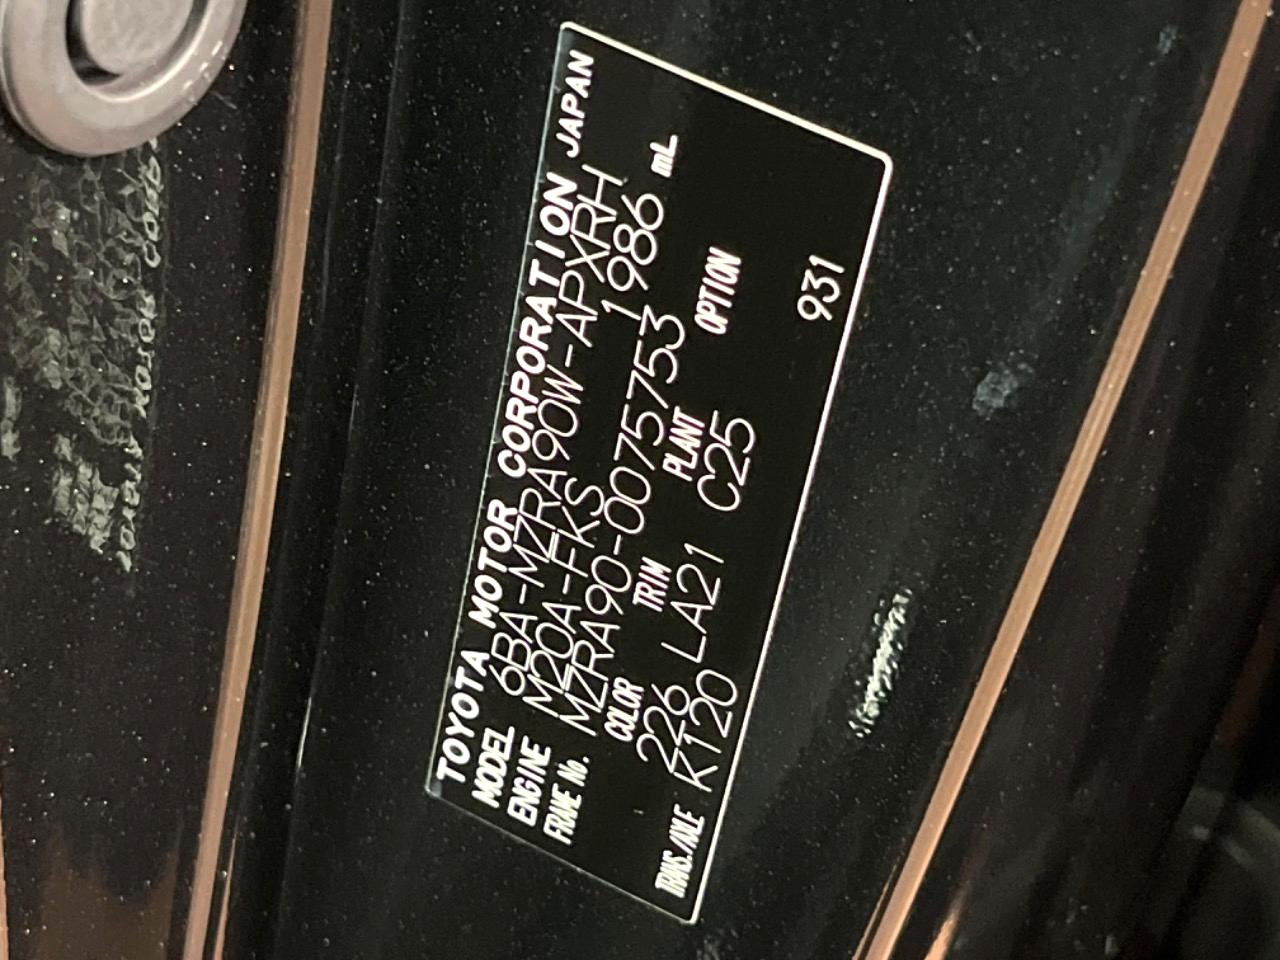 TOYOTA MOTOR CORPORATION JAPAN
MODEL 6BA-MZRA90W-APXRH
ENGINE M20A-FKS 1986 mL
FRAME No. MZRA90-0075753
COLOR TRIM PLANT OPTION
226 LA21 C25
TRANS./AXLE K120 931